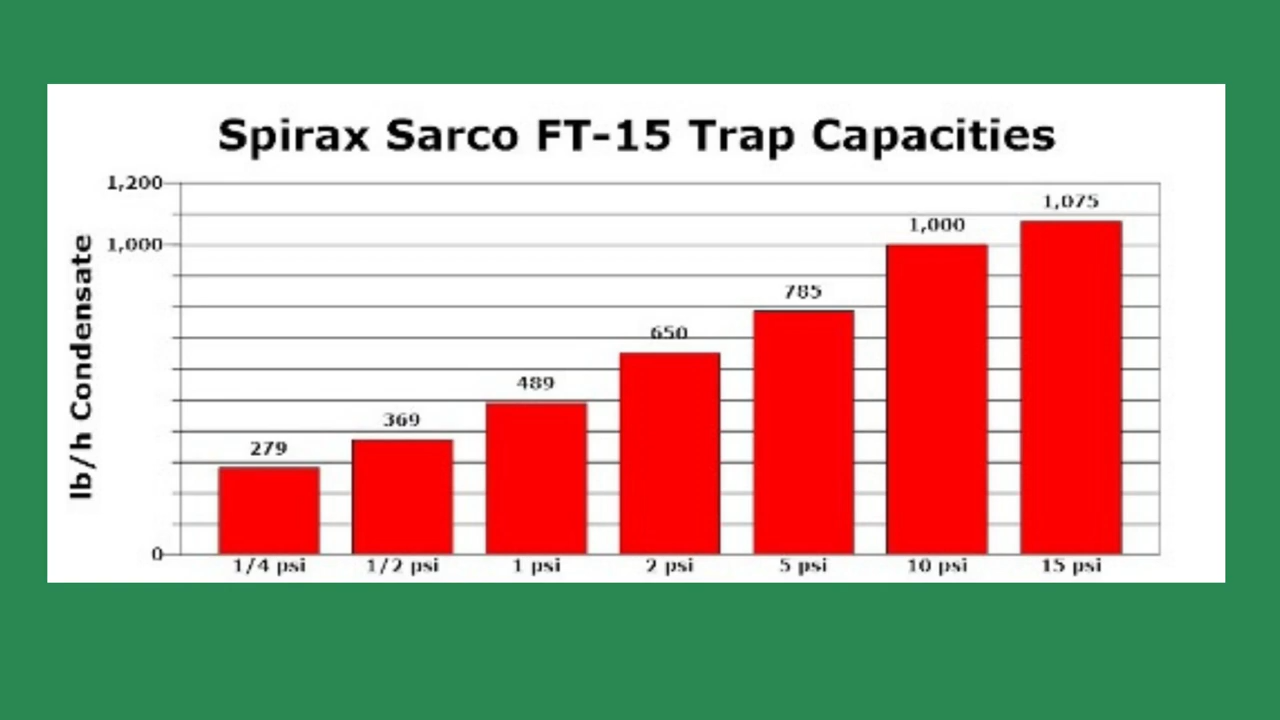 Spirax Sarco FT-15 Trap Capacities
lb/h Condensate
1,200
1,000
0
279
369
489
650
785
1,000
1,075
1/4 psi
1/2 psi
1 psi
2 psi
5 psi
10 psi
15 psi